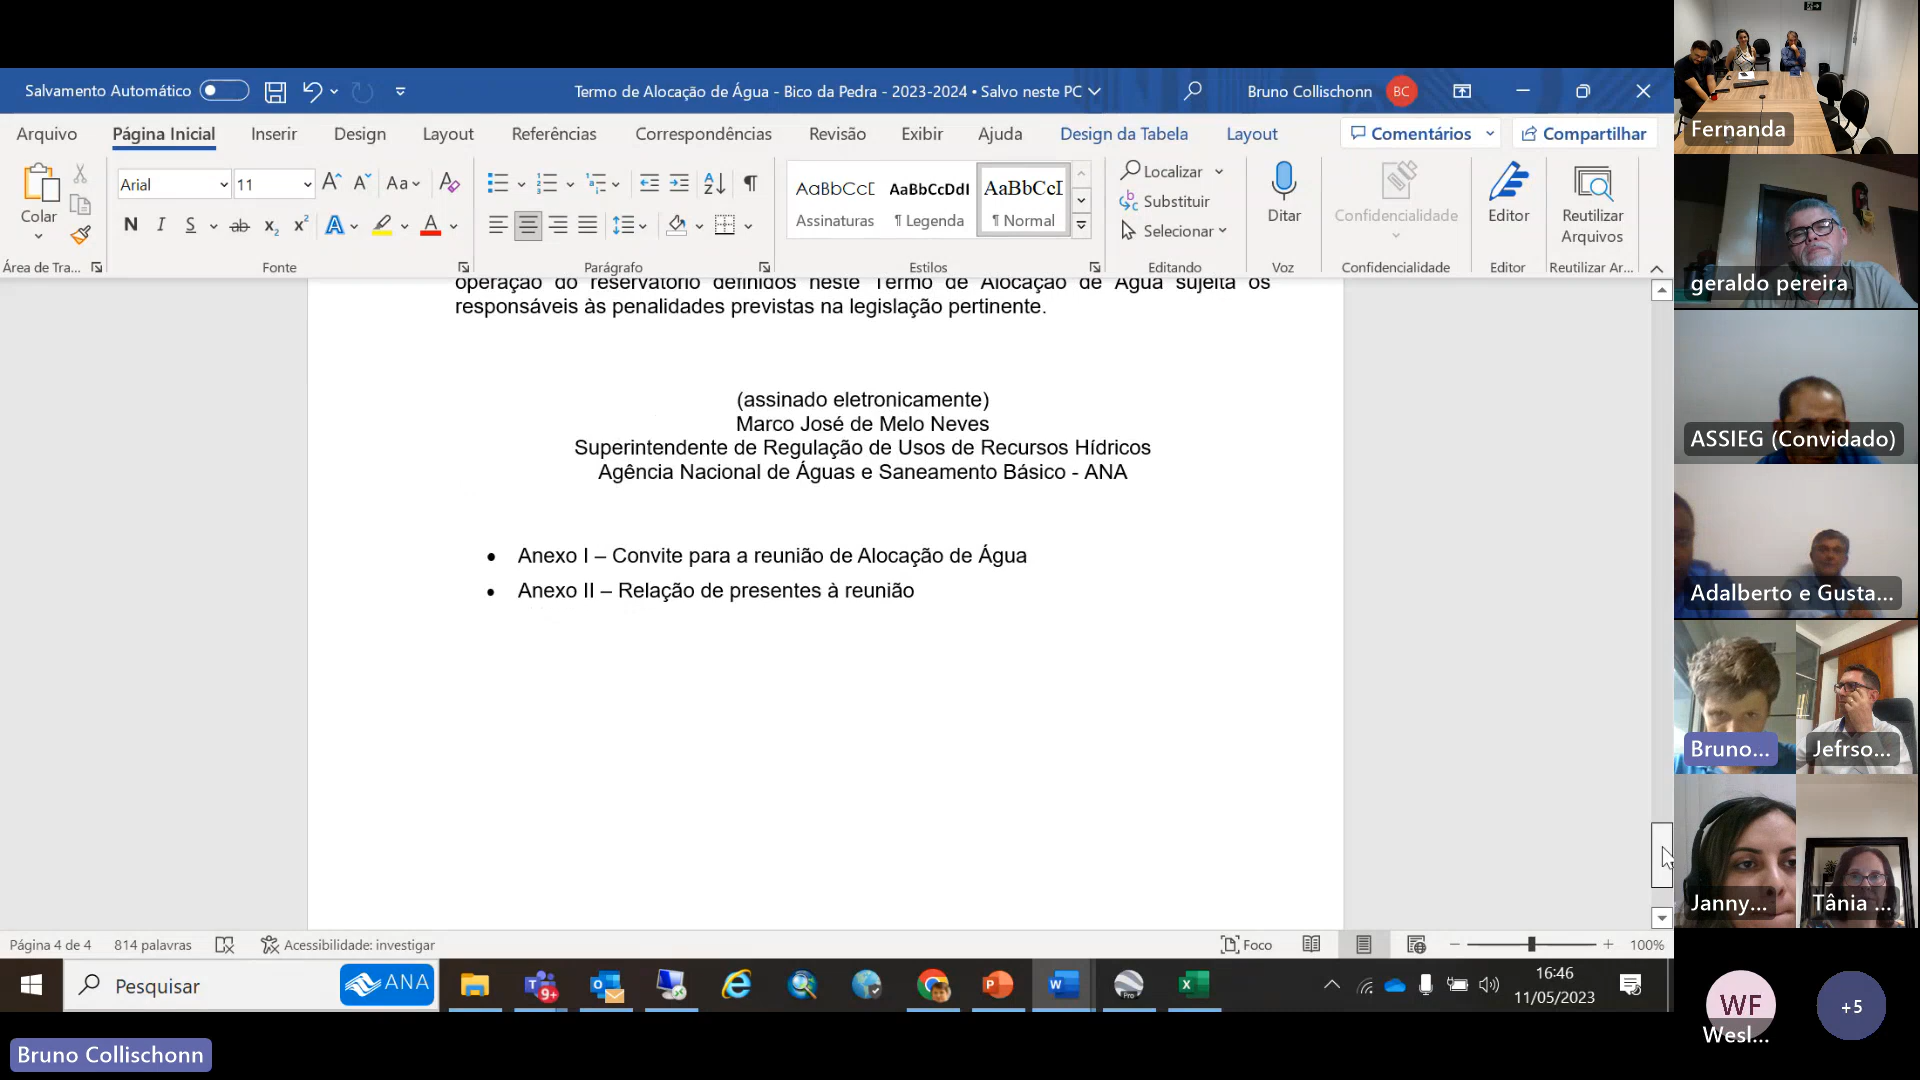 Salvamento Automático
Termo de Alocação de Água - Bico da Pedra - 2023-2024 • Salvo neste PC
Bruno Collischonn
BC
Arquivo
Página Inicial
Inserir
Design
Layout
Referências
Correspondências
Revisão
Exibir
Ajuda
Design da Tabela
Layout
Comentários
Compartilhar
Colar
Arial
11
Aa
N I S ab x₂ x²
AaBbCcI
Assinaturas
AaBbCcDdI
¶ Legenda
AaBbCcI
¶ Normal
Localizar
Substituir
Selecionar
Ditar
Confidencialidade
Editor
Reutilizar
Arquivos
Área de Tra...
Fonte
Parágrafo
Estilos
Editando
Voz
Confidencialidade
Editor
Reutilizar Ar...
operação do reservatório definidos neste Termo de Alocação de Água sujeita os
responsáveis às penalidades previstas na legislação pertinente.
(assinado eletronicamente)
Marco José de Melo Neves
Superintendente de Regulação de Usos de Recursos Hídricos
Agência Nacional de Águas e Saneamento Básico - ANA
• Anexo I – Convite para a reunião de Alocação de Água
• Anexo II – Relação de presentes à reunião
Página 4 de 4
814 palavras
Acessibilidade: investigar
Foco
100%
Pesquisar
ANA
9+
Pro
16:46
11/05/2023
Bruno Collischonn
Fernanda
geraldo pereira
ASSIEG (Convidado)
Adalberto e Gusta...
Bruno...
Jefrso...
Janny...
Tânia ...
WF
Wesl...
+5